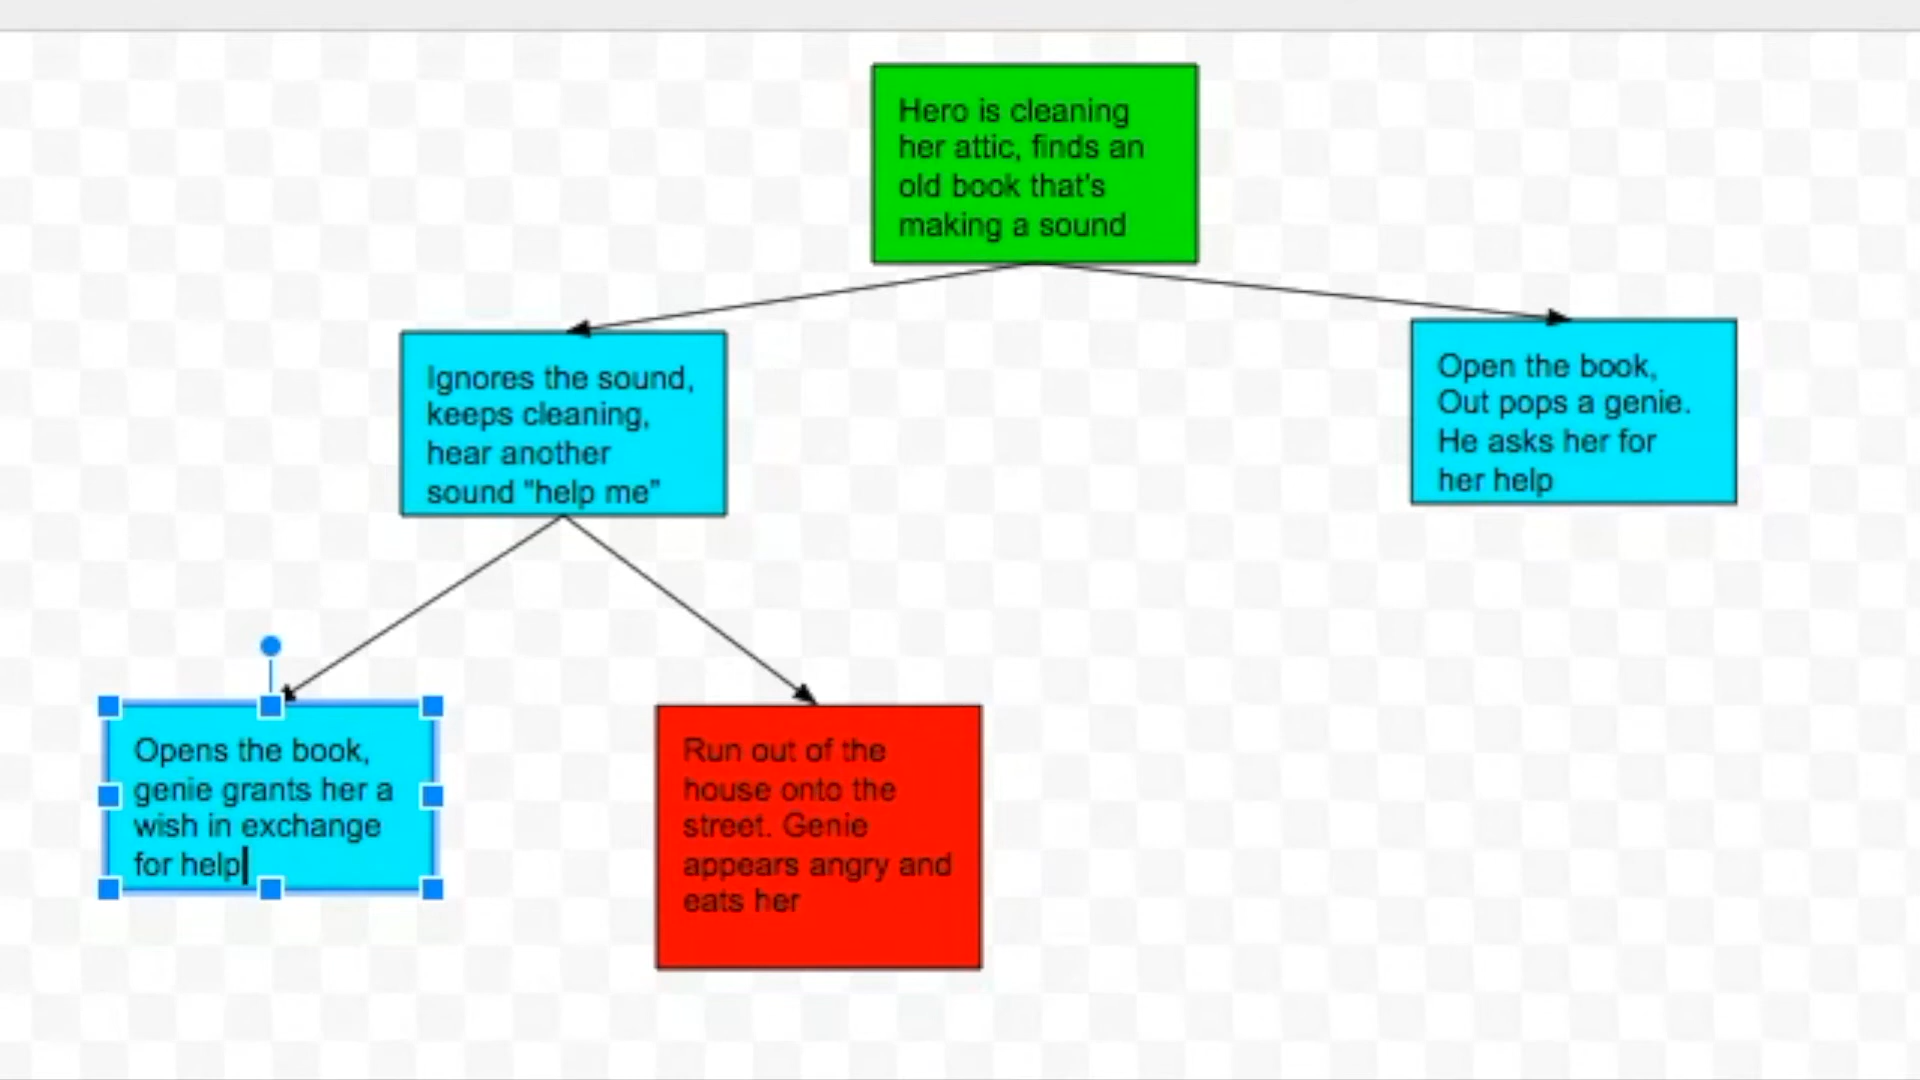 Hero is cleaning
her attic, finds an
old book that's
making a sound
Ignores the sound,
keeps cleaning,
hear another
sound "help me"
Open the book,
Out pops a genie.
He asks her for
her help
Opens the book,
genie grants her a
wish in exchange
for help
Run out of the
house onto the
street. Genie
appears angry and
eats her